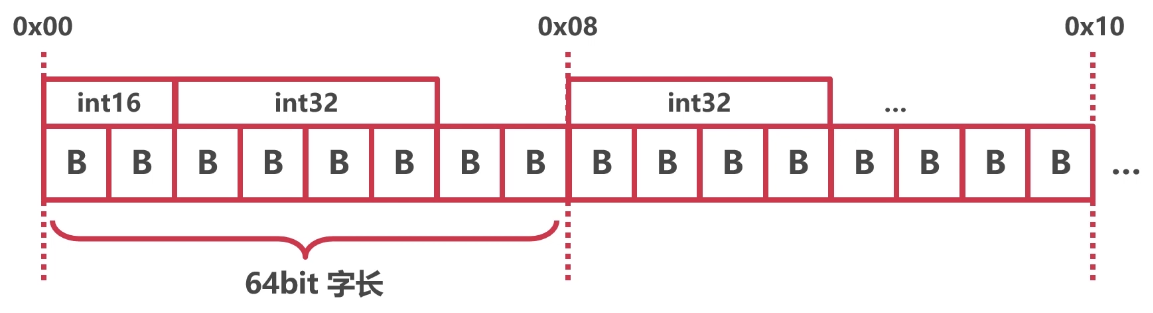 0x00 0x08 0x10
int16 int32 int32 ...
B B B B B B B B B B B B B B B B ...
64bit 字长